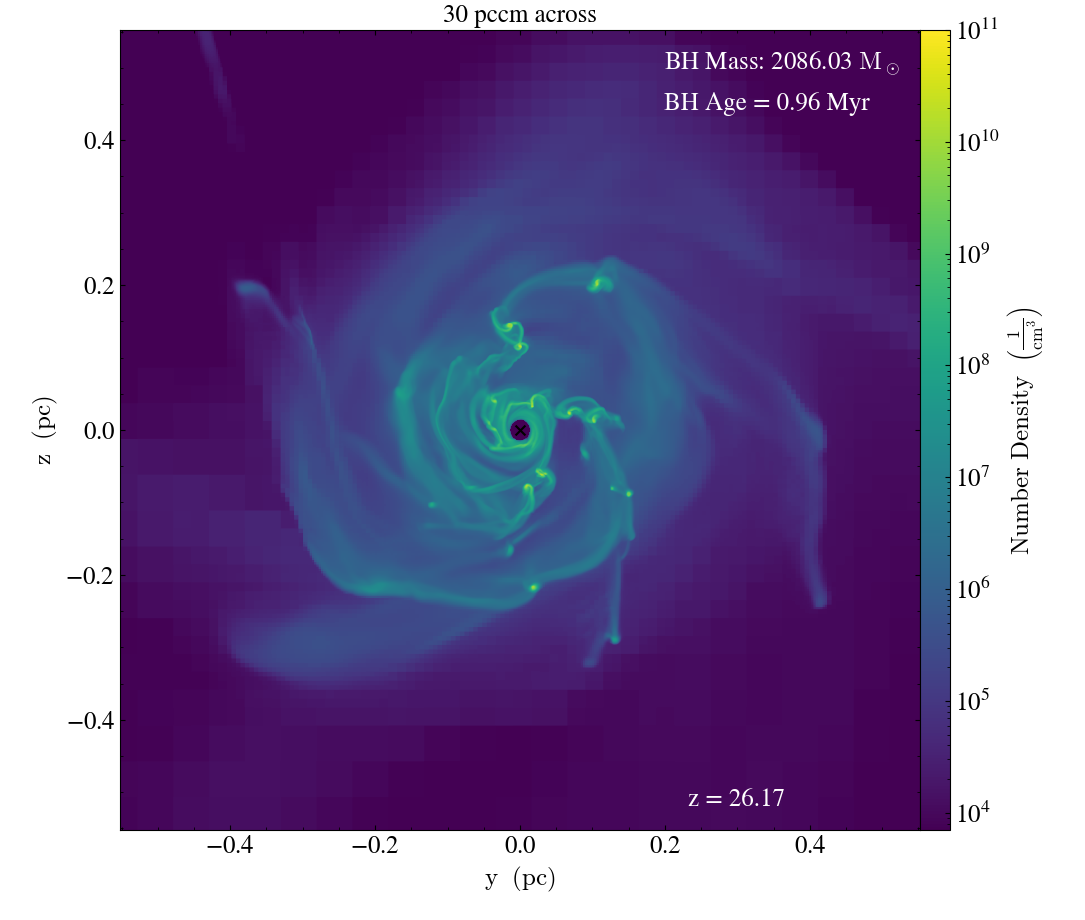 30 pccm across
BH Mass: 2086.03 M⊙
BH Age = 0.96 Myr
z = 26.17
0.4
0.2
0.0
−0.2
−0.4
z (pc)
−0.4
−0.2
0.0
0.2
0.4
y (pc)
10¹¹
10¹⁰
10⁹
10⁸
10⁷
10⁶
10⁵
10⁴
Number Density (1/cm³)